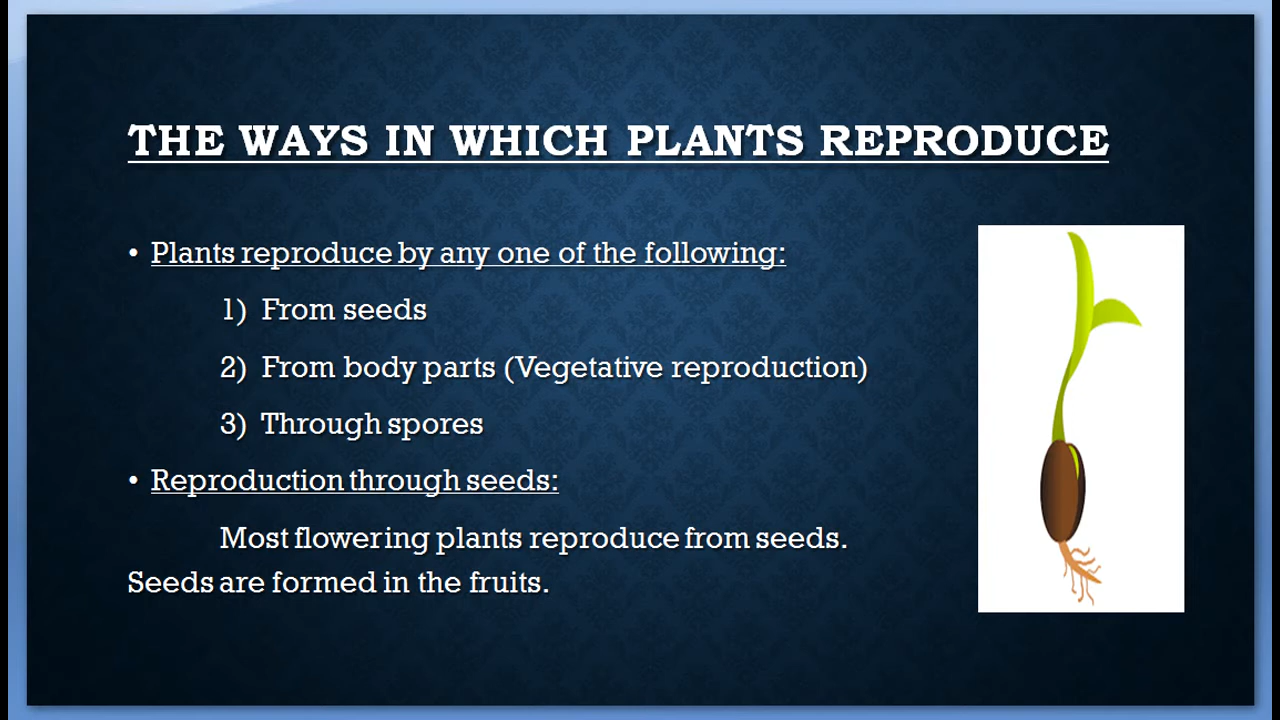 THE WAYS IN WHICH PLANTS REPRODUCE
• Plants reproduce by any one of the following:
1) From seeds
2) From body parts (Vegetative reproduction)
3) Through spores
• Reproduction through seeds:
Most flowering plants reproduce from seeds.
Seeds are formed in the fruits.